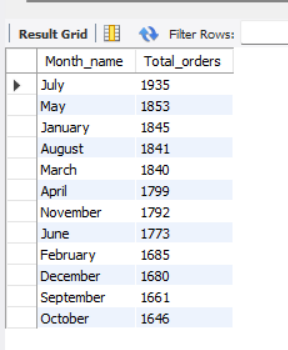 Result Grid Filter Rows:
Month_name Total_orders
July 1935
May 1853
January 1845
August 1841
March 1840
April 1799
November 1792
June 1773
February 1685
December 1680
September 1661
October 1646